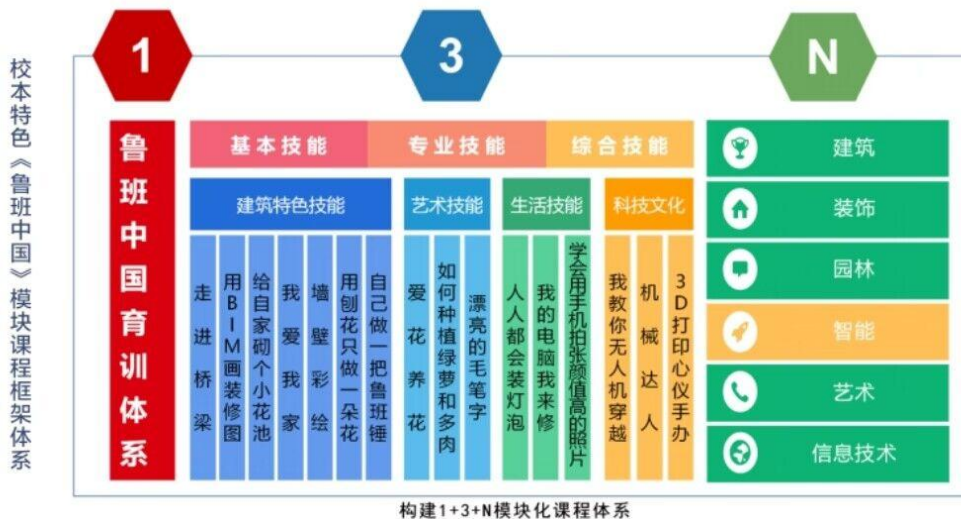 校本特色《鲁班中国》模块课程框架体系
1
3
N
鲁班中国育训体系
基本技能
专业技能
综合技能
建筑特色技能
艺术技能
生活技能
科技文化
走进桥梁
用BIM画装修图
给自家砌个小花池
我爱我家
墙壁彩绘
用刨花只做一朵花
自己做一把鲁班锤
爱花养花
如何种植绿萝和多肉
漂亮的毛笔字
人人都会装灯泡
我的电脑我来修
学会用手机拍张颜值高的照片
我教你无人机穿越
机械达人
3D打印心仪手办
建筑
装饰
园林
智能
艺术
信息技术
构建1+3+N模块化课程体系